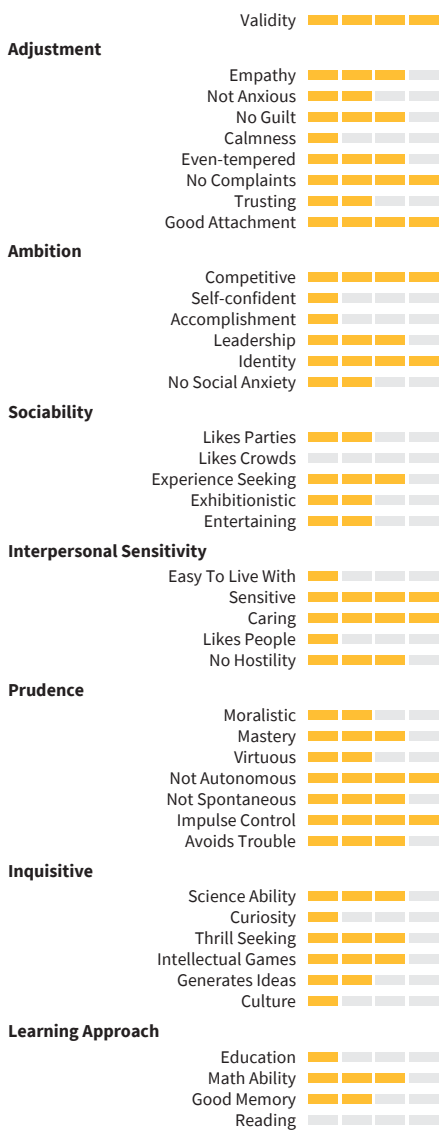 Validity
Adjustment
Empathy
Not Anxious
No Guilt
Calmness
Even-tempered
No Complaints
Trusting
Good Attachment
Ambition
Competitive
Self-confident
Accomplishment
Leadership
Identity
No Social Anxiety
Sociability
Likes Parties
Likes Crowds
Experience Seeking
Exhibitionistic
Entertaining
Interpersonal Sensitivity
Easy To Live With
Sensitive
Caring
Likes People
No Hostility
Prudence
Moralistic
Mastery
Virtuous
Not Autonomous
Not Spontaneous
Impulse Control
Avoids Trouble
Inquisitive
Science Ability
Curiosity
Thrill Seeking
Intellectual Games
Generates Ideas
Culture
Learning Approach
Education
Math Ability
Good Memory
Reading